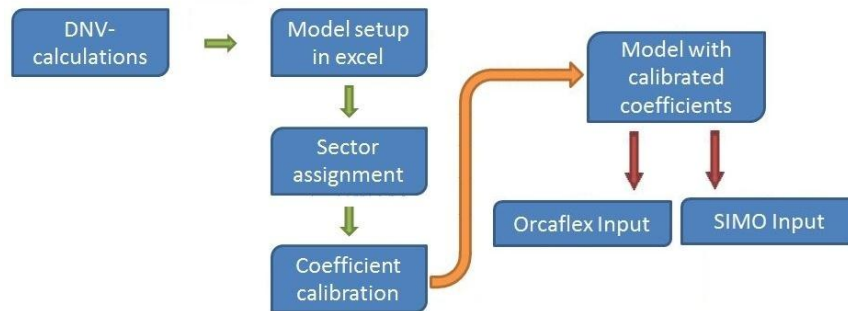 DNV-
calculations
Model setup
in excel
Sector
assignment
Coefficient
calibration
Model with
calibrated
coefficients
Orcaflex Input
SIMO Input